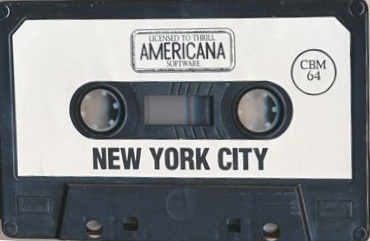 LICENSED TO THRILL
AMERICANA
SOFTWARE
CBM
64
NEW YORK CITY